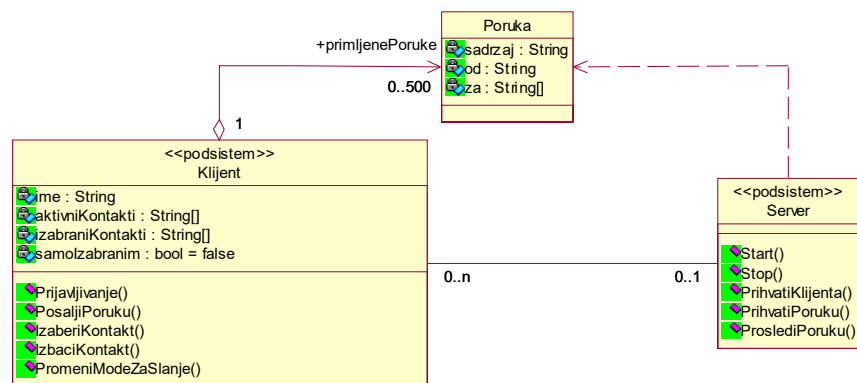 Poruka
sadrzaj : String
od : String
za : String[]
+primljenePoruke
0..500
1
<<podsistem>>
Klijent
ime : String
aktivniKontakti : String[]
izabraniKontakti : String[]
samoIzabranim : bool = false
Prijavljivanje()
PosaljiPoruku()
IzaberiKontakt()
IzbaciKontakt()
PromeniModeZaSlanje()
0..n
0..1
<<podsistem>>
Server
Start()
Stop()
PrihvatiKlijenta()
PrihvatiPoruku()
ProslediPoruku()